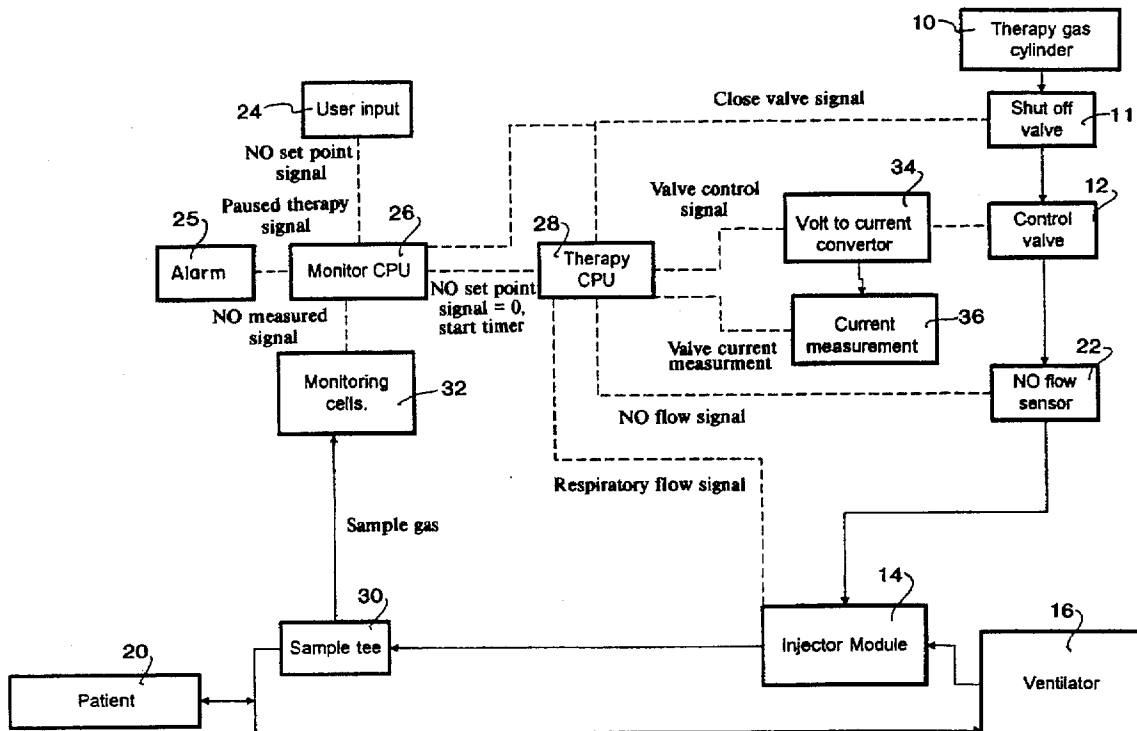 10
Therapy gas
cylinder
Close valve signal
Shut off
valve
11
24
User input
NO set point
signal
34
12
Valve control
signal
Volt to current
convertor
Control
valve
Paused therapy
signal
25
26
28
Alarm
Monitor CPU
Therapy
CPU
NO set point
signal = 0,
start timer
NO measured
signal
Current
measurement
36
Valve current
measurment
22
Monitoring
cells.
32
NO flow
sensor
NO flow signal
Respiratory flow signal
Sample gas
14
30
16
20
Sample tee
Injector Module
Ventilator
Patient